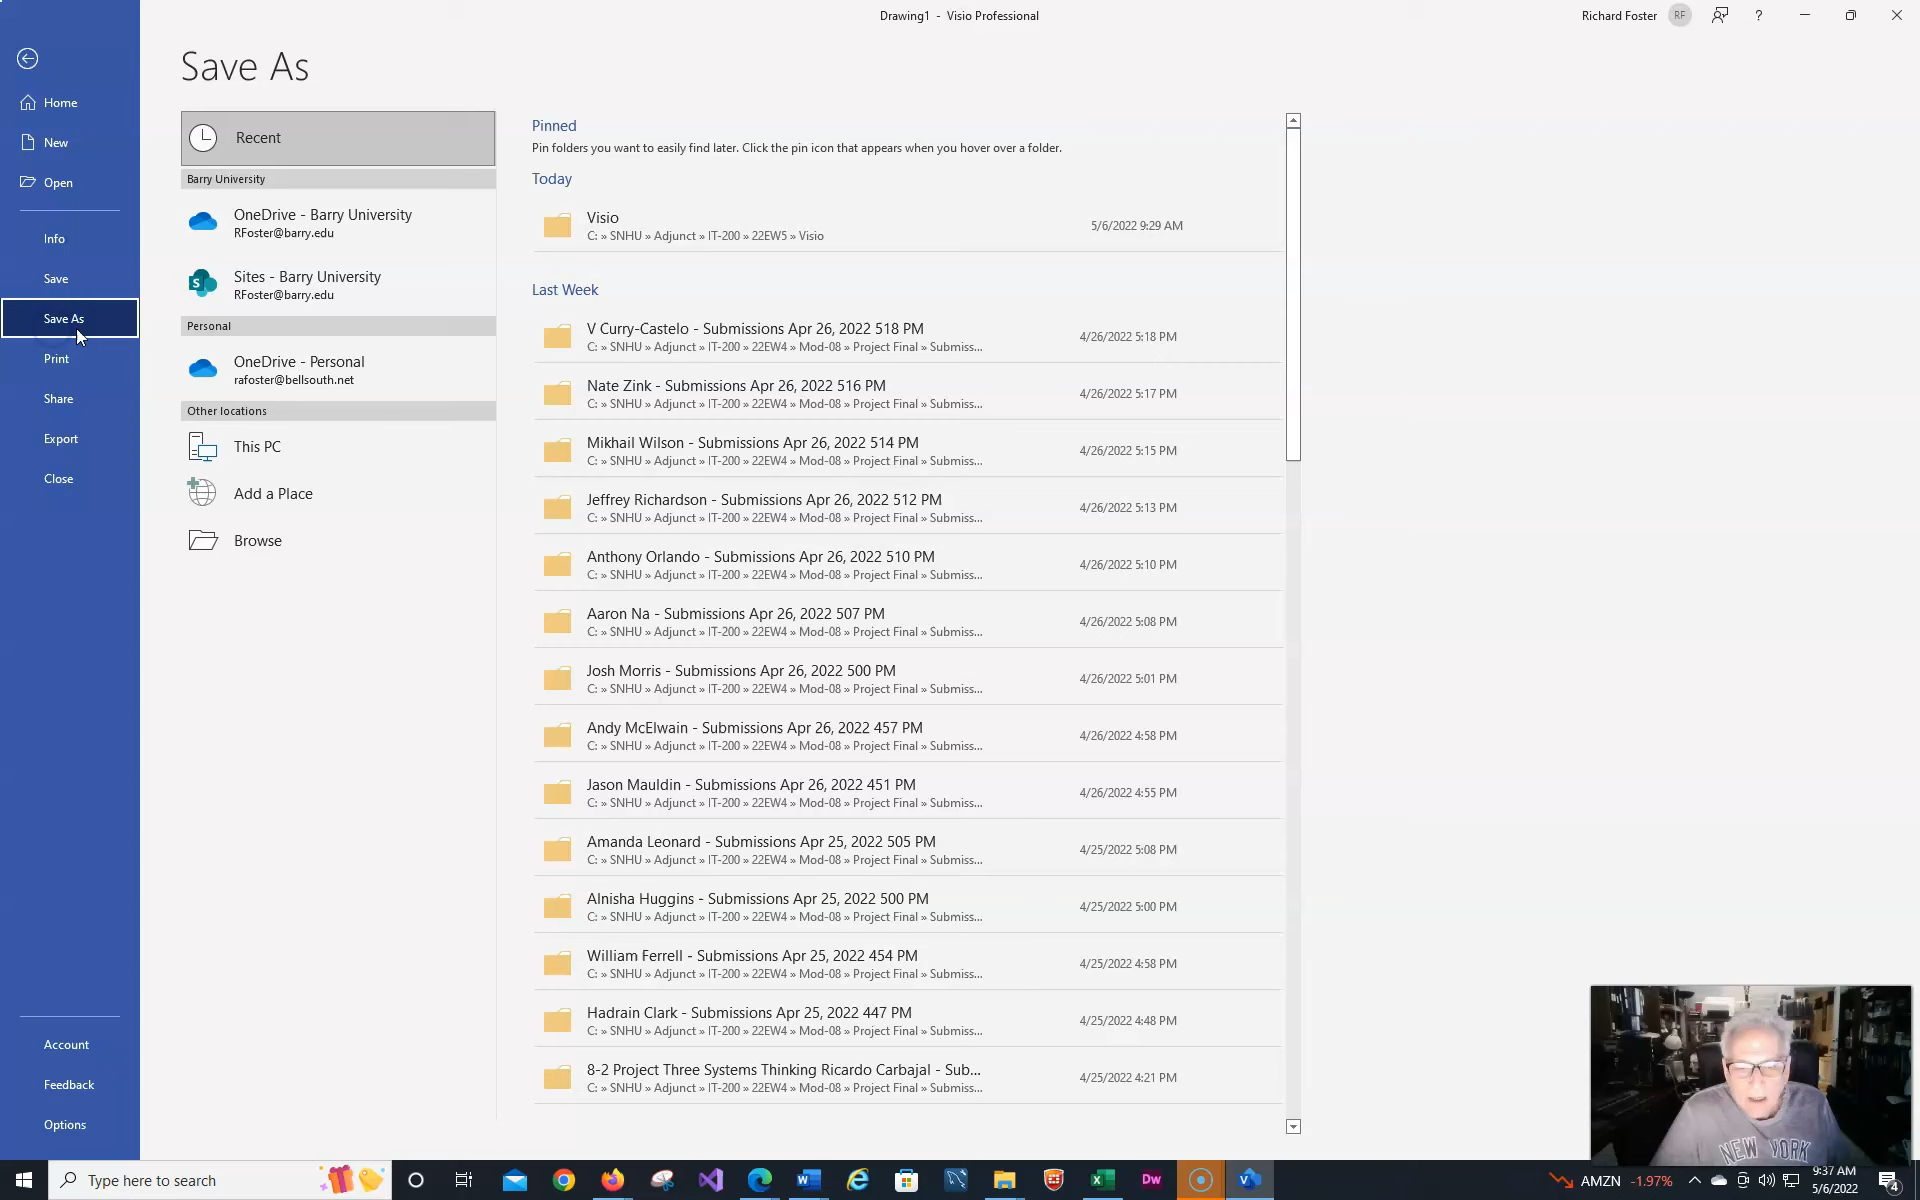 Drawing1 - Visio Professional
Richard Foster
RF
?
Save As
Home
New
Open
Info
Save
Save As
Print
Share
Export
Close
Account
Feedback
Options
Recent
Barry University
OneDrive - Barry University
RFoster@barry.edu
Sites - Barry University
RFoster@barry.edu
Personal
OneDrive - Personal
rafoster@bellsouth.net
Other locations
This PC
Add a Place
Browse
Pinned
Pin folders you want to easily find later. Click the pin icon that appears when you hover over a folder.
Today
Visio 5/6/2022 9:29 AM
C: » SNHU » Adjunct » IT-200 » 22EW5 » Visio
Last Week
V Curry-Castelo - Submissions Apr 26, 2022 518 PM 4/26/2022 5:18 PM
C: » SNHU » Adjunct » IT-200 » 22EW4 » Mod-08 » Project Final » Submiss...
Nate Zink - Submissions Apr 26, 2022 516 PM 4/26/2022 5:17 PM
C: » SNHU » Adjunct » IT-200 » 22EW4 » Mod-08 » Project Final » Submiss...
Mikhail Wilson - Submissions Apr 26, 2022 514 PM 4/26/2022 5:15 PM
C: » SNHU » Adjunct » IT-200 » 22EW4 » Mod-08 » Project Final » Submiss...
Jeffrey Richardson - Submissions Apr 26, 2022 512 PM 4/26/2022 5:13 PM
C: » SNHU » Adjunct » IT-200 » 22EW4 » Mod-08 » Project Final » Submiss...
Anthony Orlando - Submissions Apr 26, 2022 510 PM 4/26/2022 5:10 PM
C: » SNHU » Adjunct » IT-200 » 22EW4 » Mod-08 » Project Final » Submiss...
Aaron Na - Submissions Apr 26, 2022 507 PM 4/26/2022 5:08 PM
C: » SNHU » Adjunct » IT-200 » 22EW4 » Mod-08 » Project Final » Submiss...
Josh Morris - Submissions Apr 26, 2022 500 PM 4/26/2022 5:01 PM
C: » SNHU » Adjunct » IT-200 » 22EW4 » Mod-08 » Project Final » Submiss...
Andy McElwain - Submissions Apr 26, 2022 457 PM 4/26/2022 4:58 PM
C: » SNHU » Adjunct » IT-200 » 22EW4 » Mod-08 » Project Final » Submiss...
Jason Mauldin - Submissions Apr 26, 2022 451 PM 4/26/2022 4:55 PM
C: » SNHU » Adjunct » IT-200 » 22EW4 » Mod-08 » Project Final » Submiss...
Amanda Leonard - Submissions Apr 25, 2022 505 PM 4/25/2022 5:08 PM
C: » SNHU » Adjunct » IT-200 » 22EW4 » Mod-08 » Project Final » Submiss...
Alnisha Huggins - Submissions Apr 25, 2022 500 PM 4/25/2022 5:00 PM
C: » SNHU » Adjunct » IT-200 » 22EW4 » Mod-08 » Project Final » Submiss...
William Ferrell - Submissions Apr 25, 2022 454 PM 4/25/2022 4:58 PM
C: » SNHU » Adjunct » IT-200 » 22EW4 » Mod-08 » Project Final » Submiss...
Hadrain Clark - Submissions Apr 25, 2022 447 PM 4/25/2022 4:48 PM
C: » SNHU » Adjunct » IT-200 » 22EW4 » Mod-08 » Project Final » Submiss...
8-2 Project Three Systems Thinking Ricardo Carbajal - Sub... 4/25/2022 4:21 PM
C: » SNHU » Adjunct » IT-200 » 22EW4 » Mod-08 » Project Final » Submiss...
NEW YORK
Type here to search
Dw
AMZN -1.97%
9:37 AM
5/6/2022
4